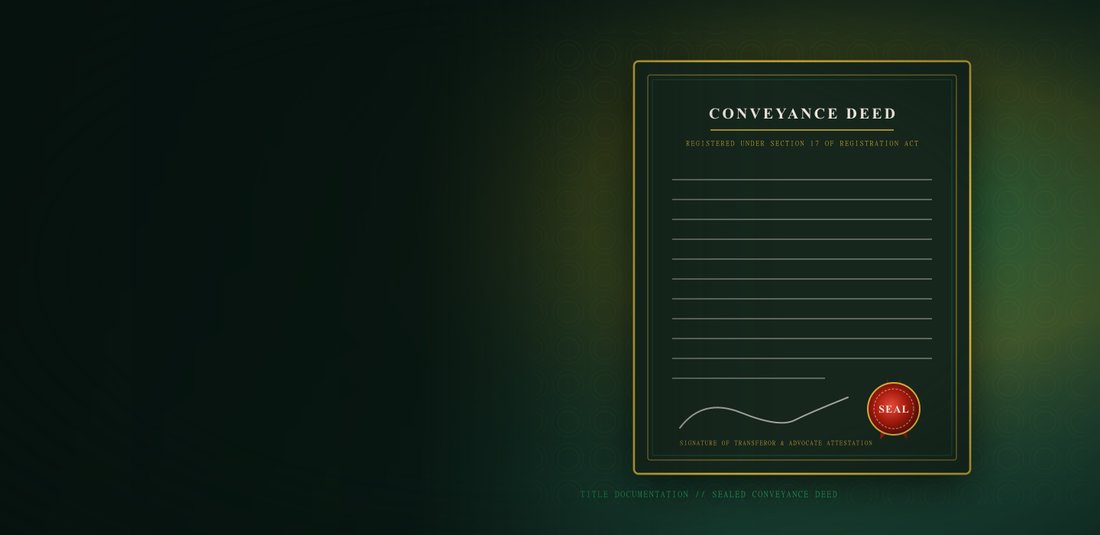 CONVEYANCE DEED
REGISTERED UNDER SECTION 17 OF REGISTRATION ACT
SEAL
SIGNATURE OF TRANSFEROR & ADVOCATE ATTESTATION
TITLE DOCUMENTATION // SEALED CONVEYANCE DEED